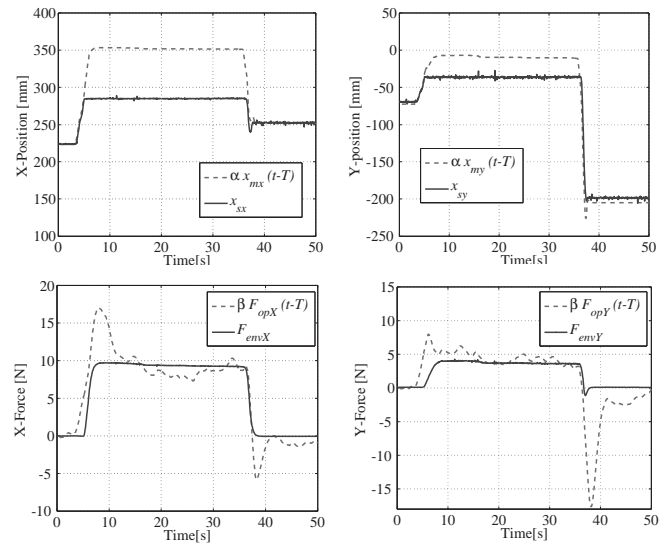 400
350
300
250
200
150
100
X-Position [mm]
α x_mx (t-T)
x_sx
0 10 20 30 40 50
Time[s]
50
0
-50
-100
-150
-200
-250
Y-position [mm]
α x_my (t-T)
x_sy
0 10 20 30 40 50
Time[s]
20
15
10
5
0
-5
-10
X-Force [N]
β F_opX (t-T)
F_envX
0 10 20 30 40 50
Time[s]
10
5
0
-5
-10
-15
-18
Y-Force [N]
β F_opY (t-T)
F_envY
0 10 20 30 40 50
Time[s]